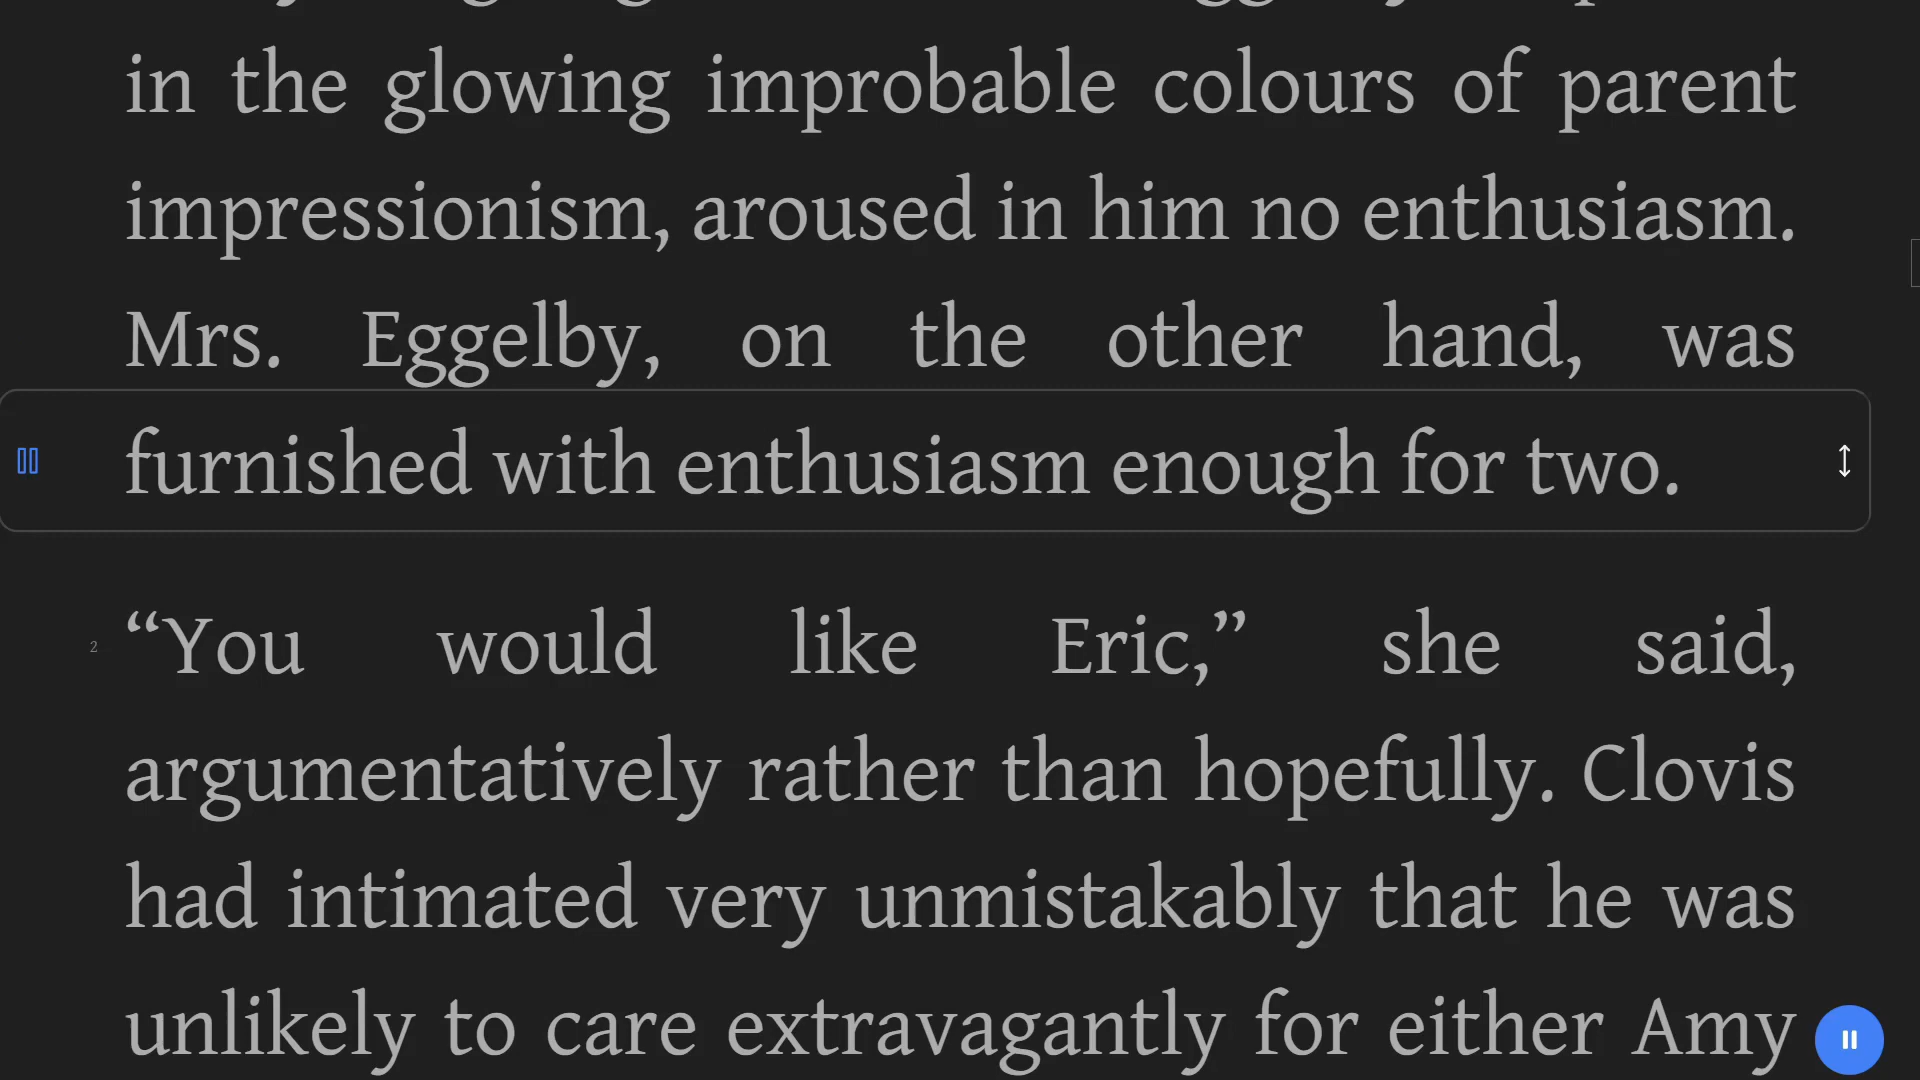 in the glowing improbable colours of parent
impressionism, aroused in him no enthusiasm.
Mrs. Eggelby, on the other hand, was
furnished with enthusiasm enough for two.
2
“You would like Eric,” she said,
argumentatively rather than hopefully. Clovis
had intimated very unmistakably that he was
unlikely to care extravagantly for either Amy